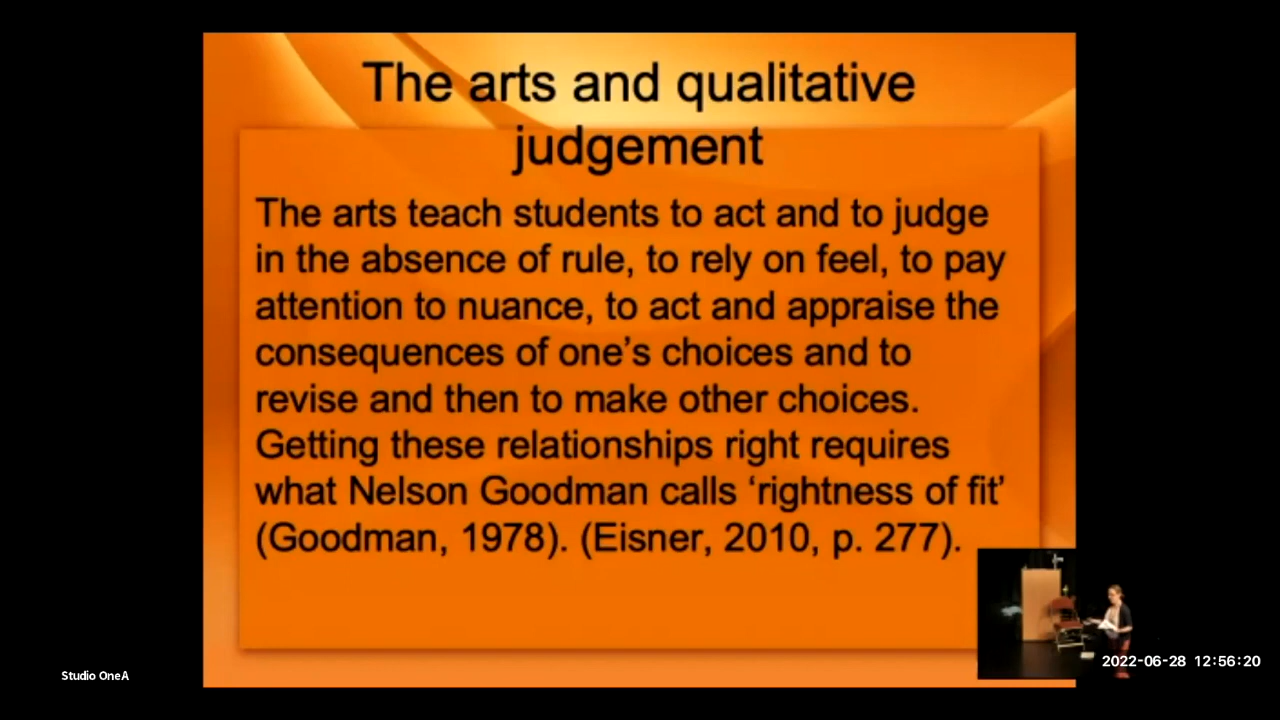 The arts and qualitative
judgement
The arts teach students to act and to judge
in the absence of rule, to rely on feel, to pay
attention to nuance, to act and appraise the
consequences of one’s choices and to
revise and then to make other choices.
Getting these relationships right requires
what Nelson Goodman calls ‘rightness of fit’
(Goodman, 1978). (Eisner, 2010, p. 277).
2022-06-28 12:56:20
Studio OneA